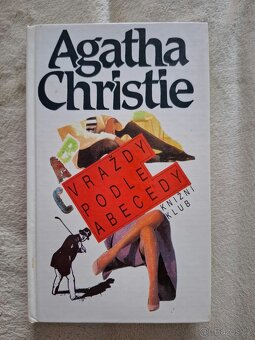 Agatha
Christie
A
B
C
VRAŽDY
PODLE
ABECEDY
KNIŽNÍ
KLUB